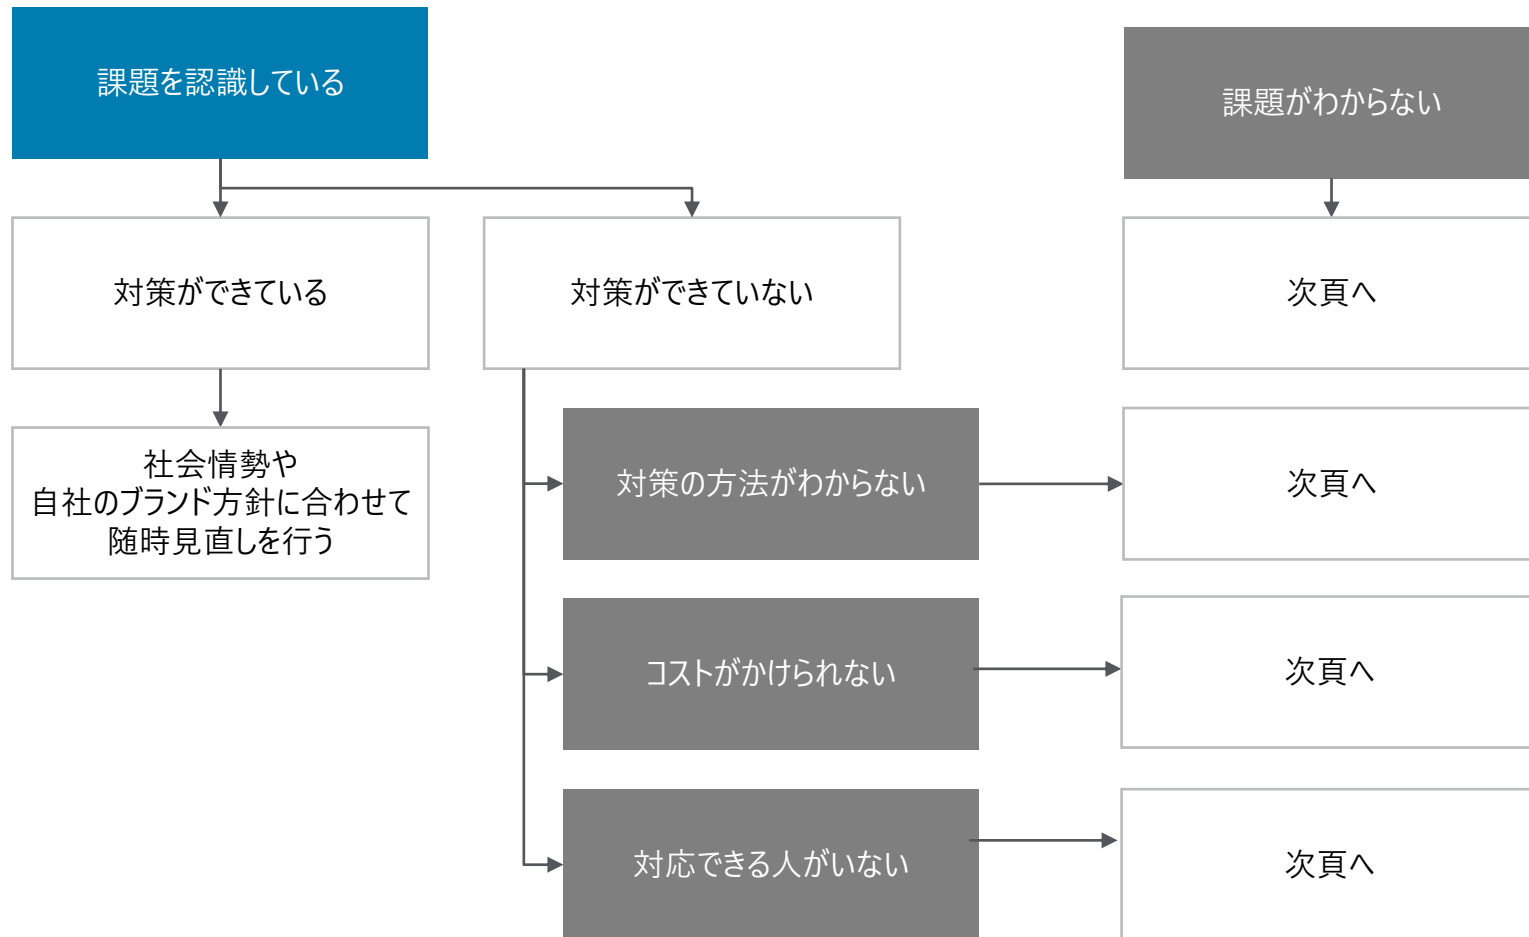 課題を認識している
課題がわからない
対策ができている
対策ができていない
次頁へ
社会情勢や
自社のブランド方針に合わせて
随時見直しを行う
対策の方法がわからない
次頁へ
コストがかけられない
次頁へ
対応できる人がいない
次頁へ